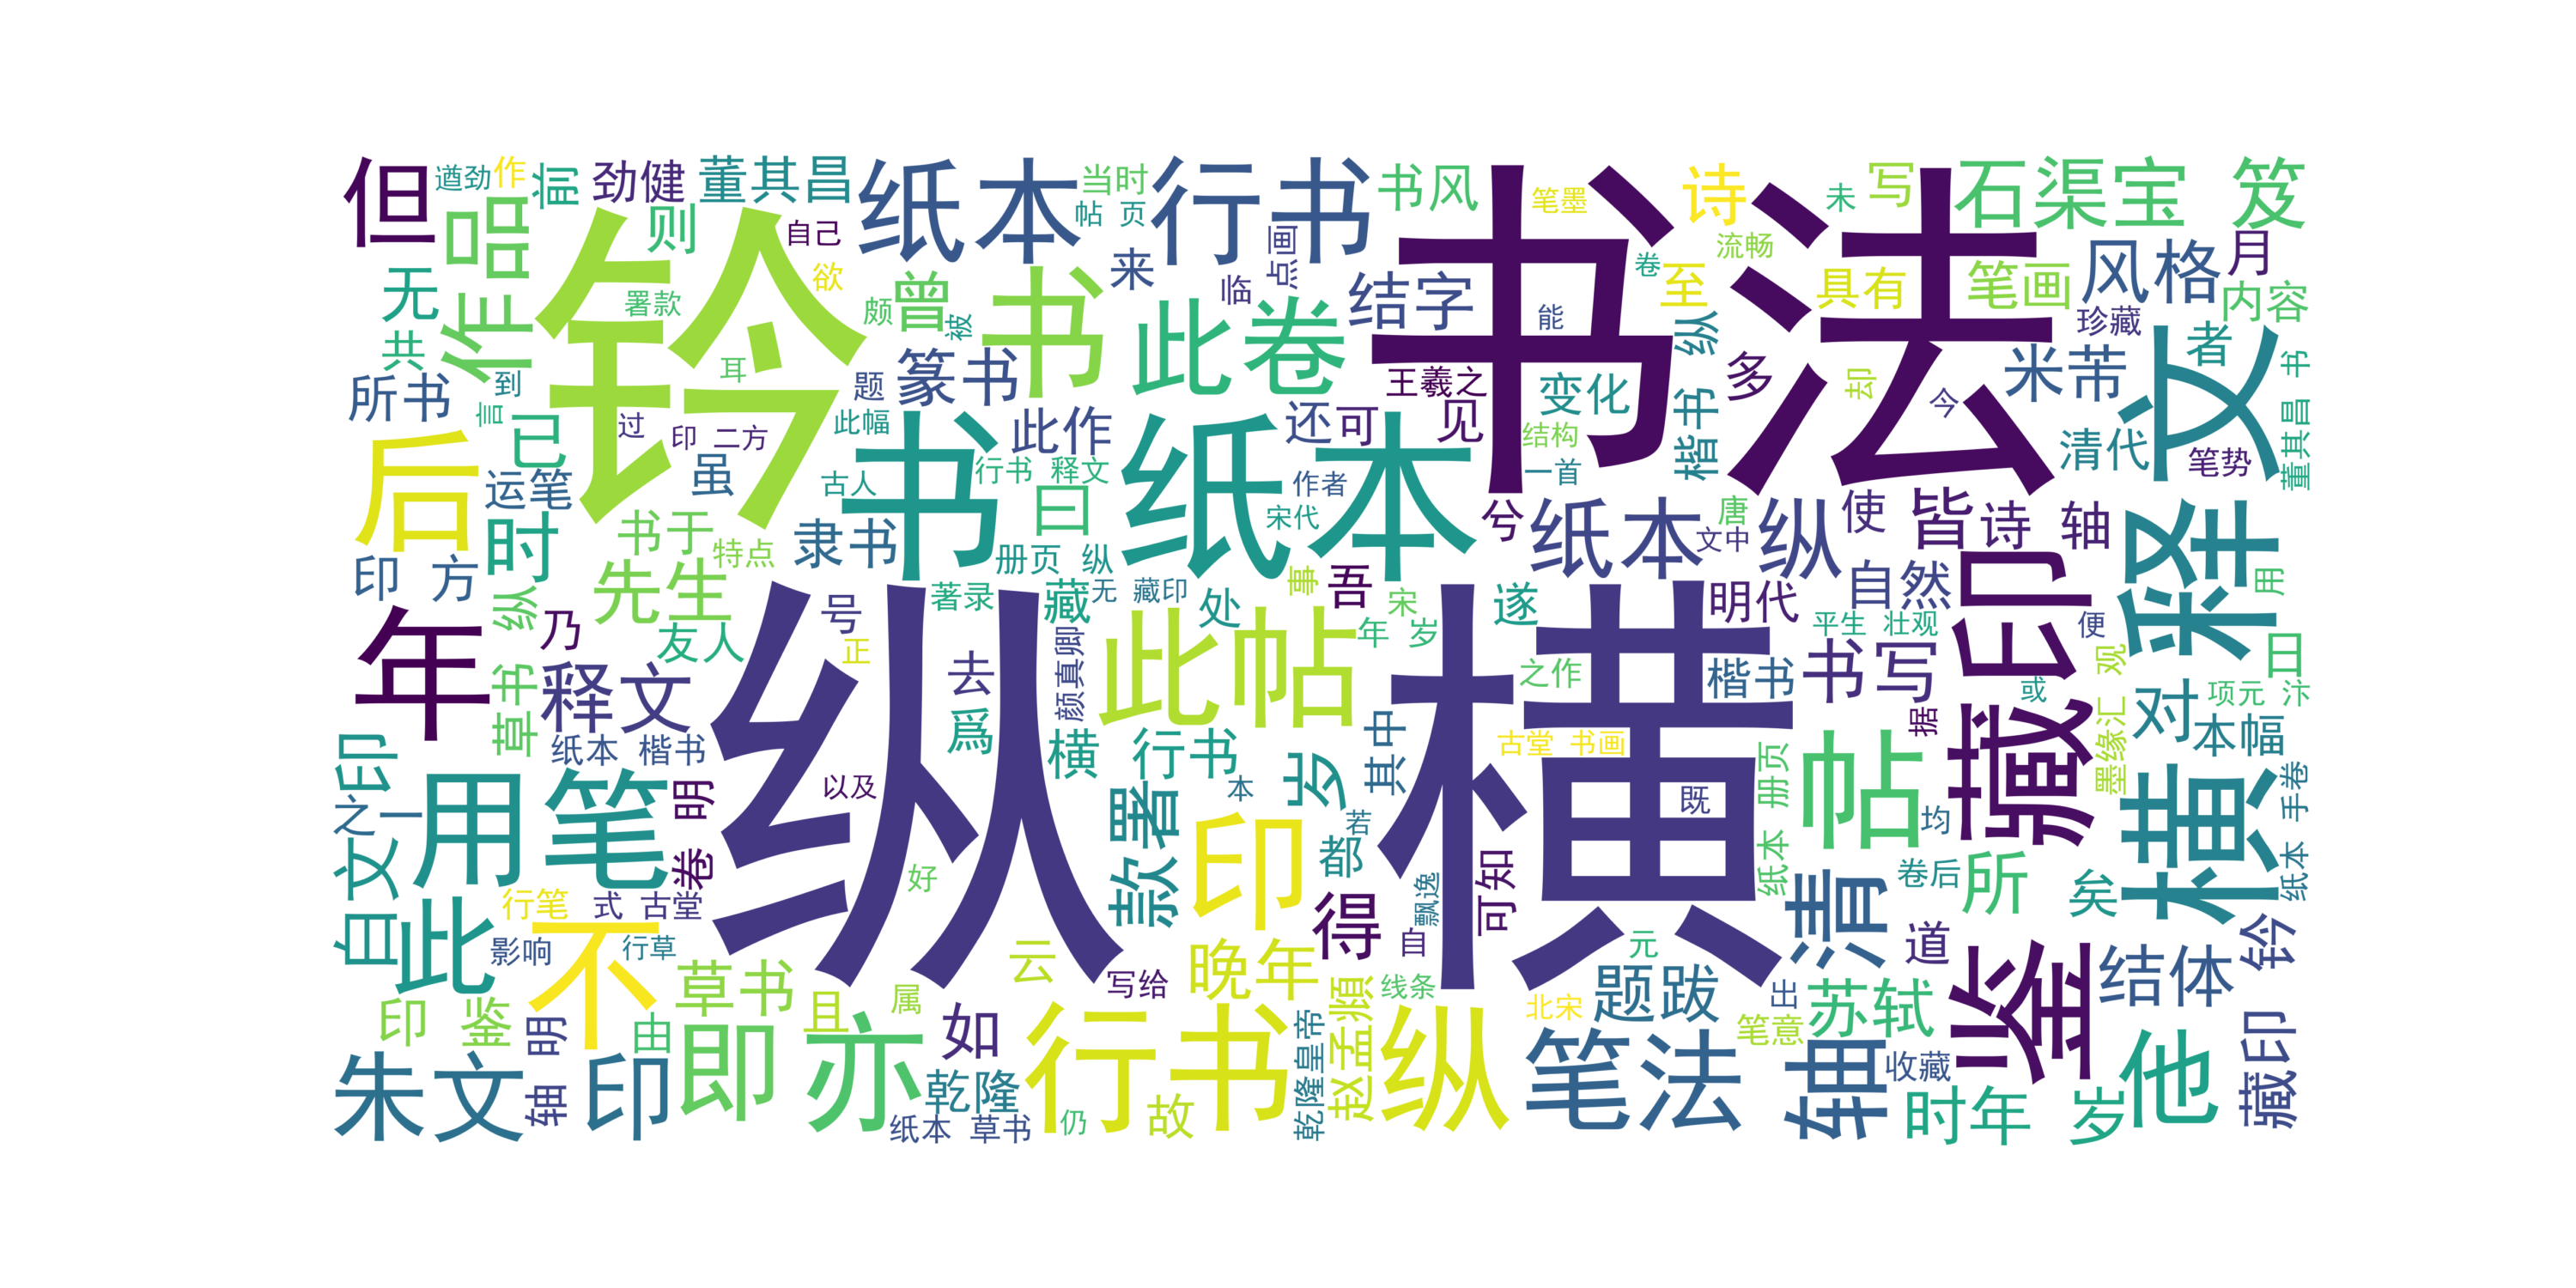 但
遒劲
作
前
劲健
董其昌
纸本 行书
当时
帖 页
书风
书法
笔墨
诗
未
写
石渠宝 笈
作品
则
自己
钤
点画
流畅
卷
风格
月
无
署款
欲
颇
曾
书
来
临
此卷
结字
能
纵
至
具有
笔画
内容
共
被
珍藏
所书
到
耳
题
篆书
王羲之
变化
多
却
今
米芾
者
董其昌 书
言
已
过
印 二方
此幅
此作
还可
见
结构
楷书
清代
笔势
释文
后
运笔
虽
书 纸本
古人
行书 释文
作者
一首
时
书于
特点
隶书
曰
宋代
兮
纸本 纵
唐
文中
使
皆
诗 轴
印 方
纵
先生
册页 纵
著录
藏
无
藏印
处
事
吾
宋
遂
明代
自然
藏印
用
年
乃
友人
号
正
纵横
颜真卿
去
此帖
年 岁
之作
楷书
书写
平生 壮观
便
观
日
草书
释文
爲
横 行书
其中
古堂 书画
或
据
对
项元 汴
本幅
印
纸本 楷书
之一
用笔
明
以及
款署
本
岁
既
纸本 册页
帖
墨缘汇
横
手卷
纸本
白文
卷
好
印
若
都
可知
均
卷后
所
矣
清
此
行笔
式 古堂
不
影响
行草
得
飘逸
自
元
道
鉴
结体
钤
印 鉴
明
轴
由
草书
且
属
云
写给
晚年
赵孟頫
线条
北宋
题跋
出
笔意
苏轼
朱文 印
即
亦
如
乾隆
行书 纵
乾隆皇帝
笔法
轴
收藏
他
藏印
纸本 草书
仍
故
时年 岁